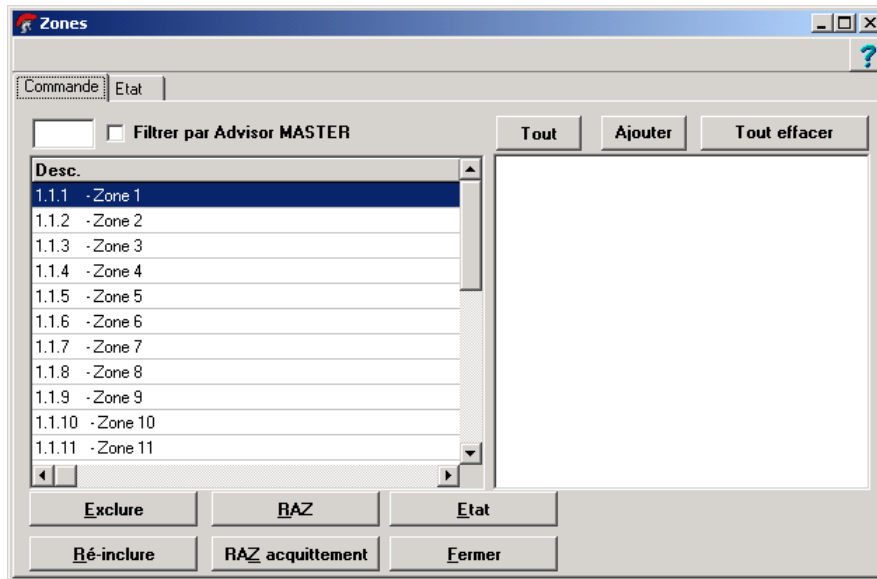 Zones
?
Commande Etat
Filtrer par Advisor MASTER Tout Ajouter Tout effacer
Desc.
1.1.1 - Zone 1
1.1.2 - Zone 2
1.1.3 - Zone 3
1.1.4 - Zone 4
1.1.5 - Zone 5
1.1.6 - Zone 6
1.1.7 - Zone 7
1.1.8 - Zone 8
1.1.9 - Zone 9
1.1.10 - Zone 10
1.1.11 - Zone 11
Exclure RAZ Etat
Ré-inclure RAZ acquittement Fermer